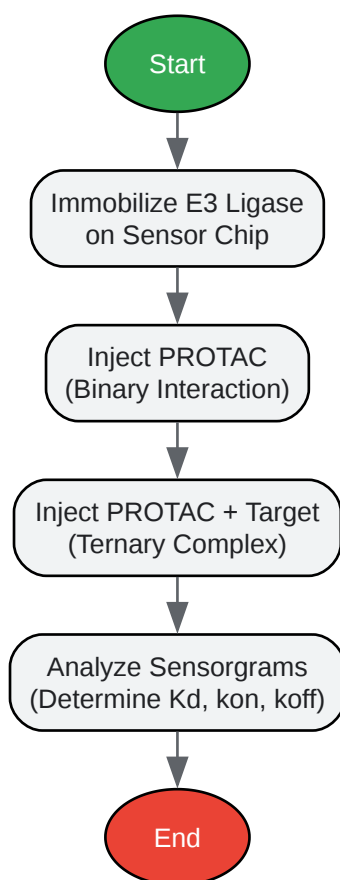 Start
Immobilize E3 Ligase
on Sensor Chip
Inject PROTAC
(Binary Interaction)
Inject PROTAC + Target
(Ternary Complex)
Analyze Sensorgrams
(Determine Kd, kon, koff)
End